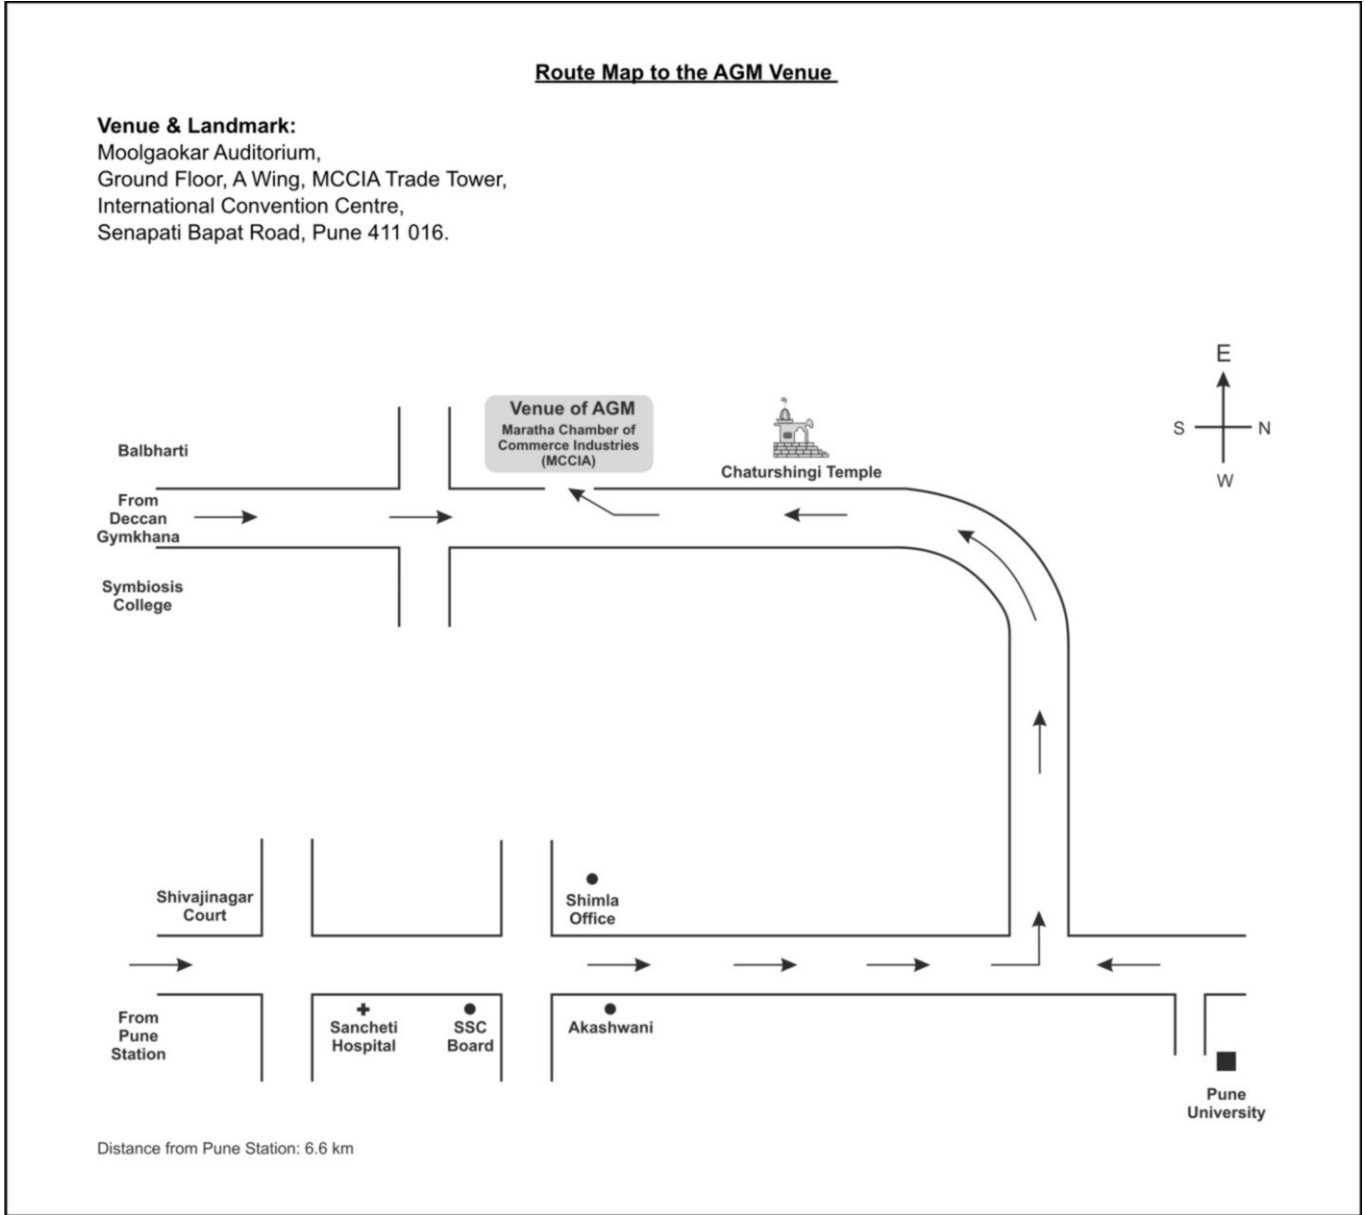 Route Map to the AGM Venue
Venue & Landmark:
Moolgaokar Auditorium,
Ground Floor, A Wing, MCCIA Trade Tower,
International Convention Centre,
Senapati Bapat Road, Pune 411 016.
E
S
N
W
Venue of AGM
Maratha Chamber of
Commerce Industries
(MCCIA)
Chaturshingi Temple
Balbharti
From
Deccan
Gymkhana
Symbiosis
College
Shivajinagar
Court
Shimla
Office
From
Pune
Station
Sancheti
Hospital
SSC
Board
Akashwani
Pune
University
Distance from Pune Station: 6.6 km